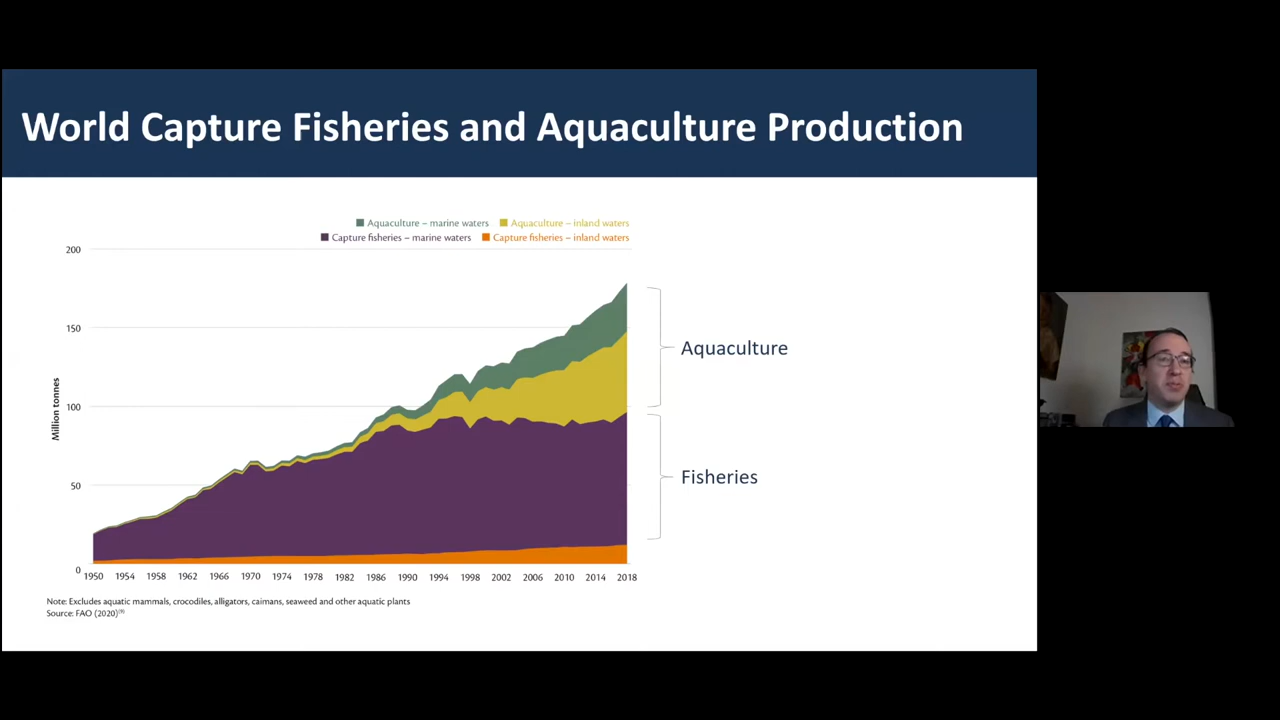 World Capture Fisheries and Aquaculture Production
Aquaculture – marine waters Aquaculture – inland waters
Capture fisheries – marine waters Capture fisheries – inland waters
200
150
100
50
0
Million tonnes
1950 1954 1958 1962 1966 1970 1974 1978 1982 1986 1990 1994 1998 2002 2006 2010 2014 2018
Aquaculture
Fisheries
Note: Excludes aquatic mammals, crocodiles, alligators, caimans, seaweed and other aquatic plants
Source: FAO (2020)